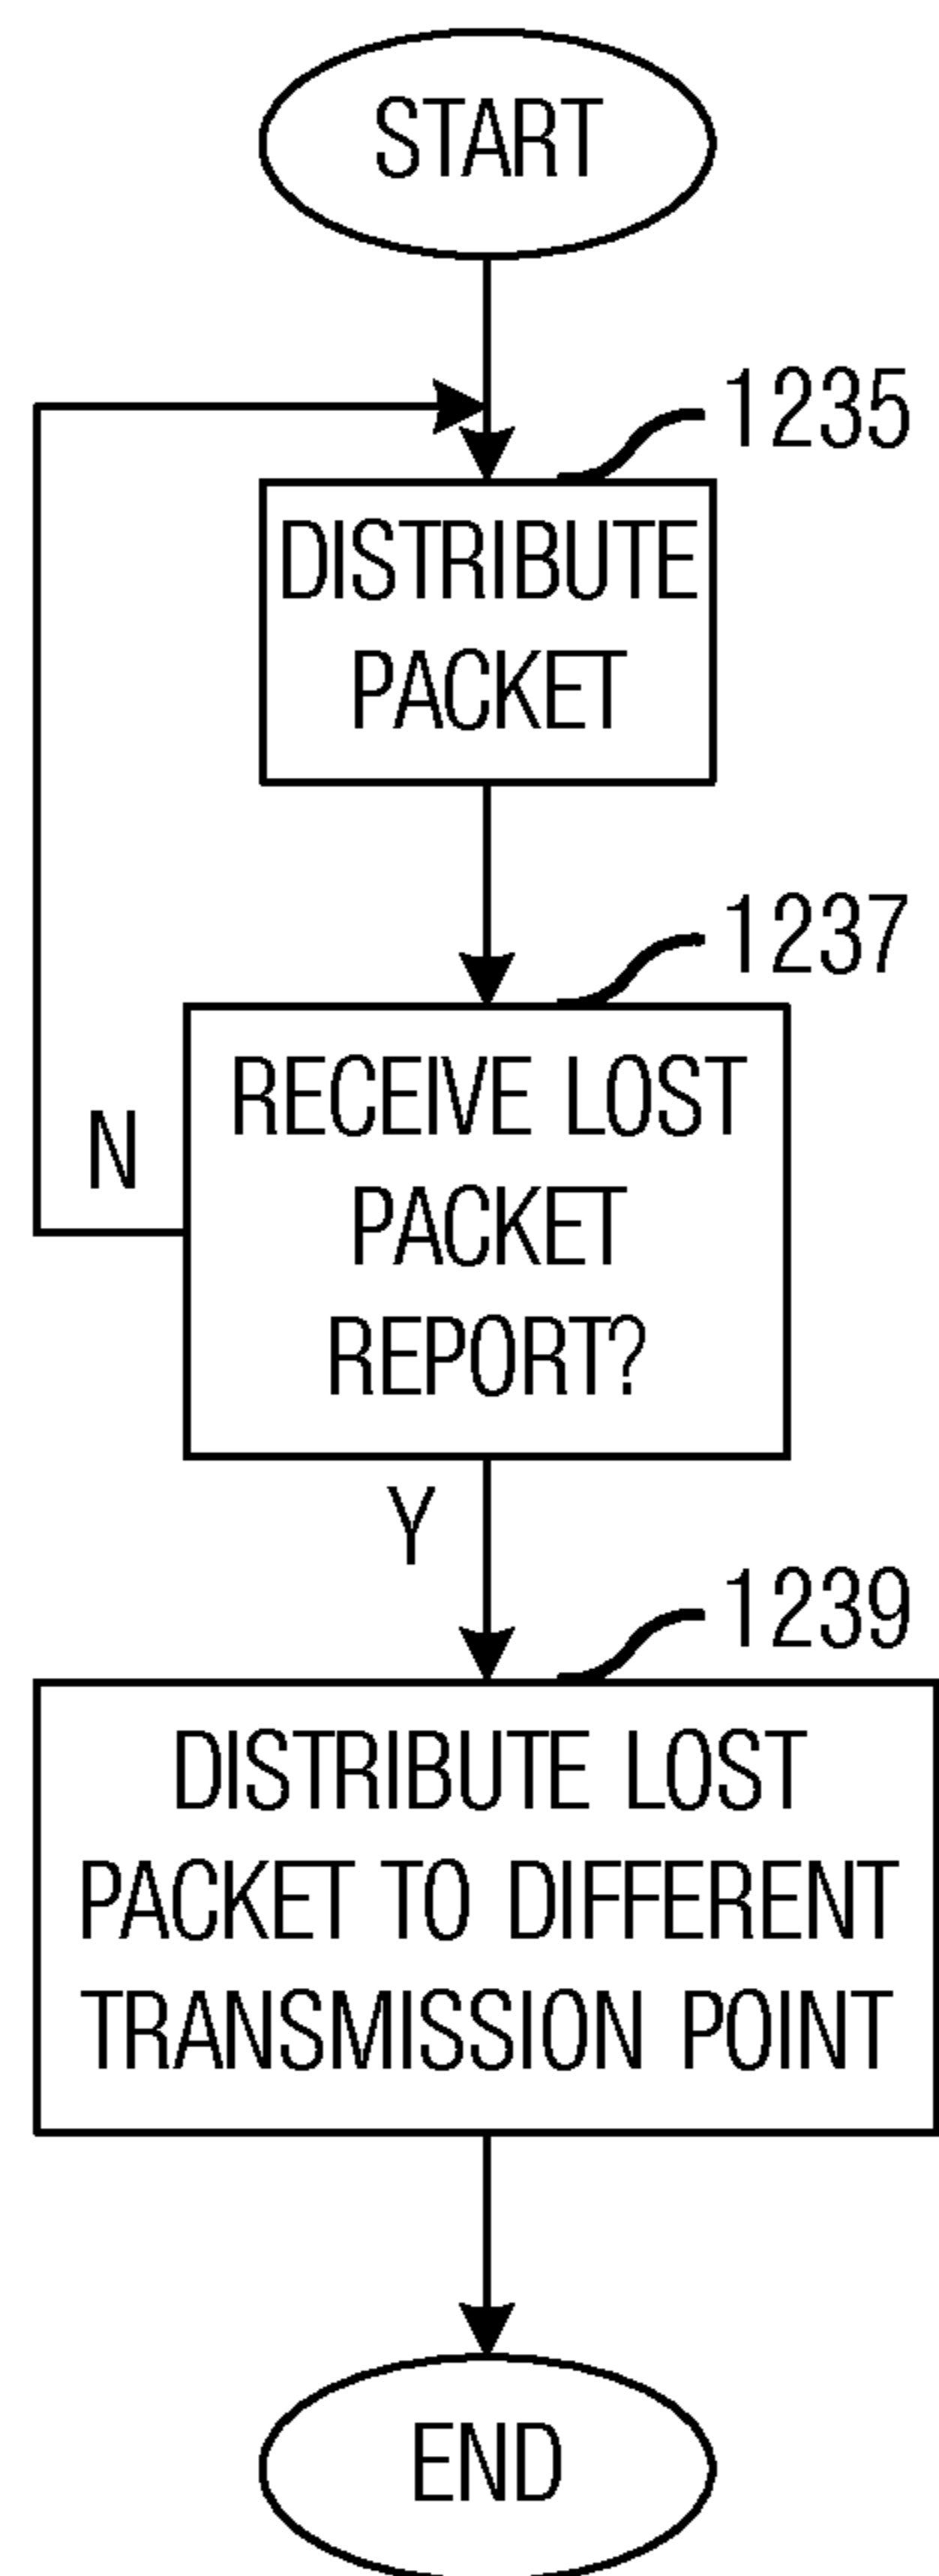 START
1235
DISTRIBUTE
PACKET
1237
RECEIVE LOST
PACKET
REPORT?
N
Y
1239
DISTRIBUTE LOST
PACKET TO DIFFERENT
TRANSMISSION POINT
END